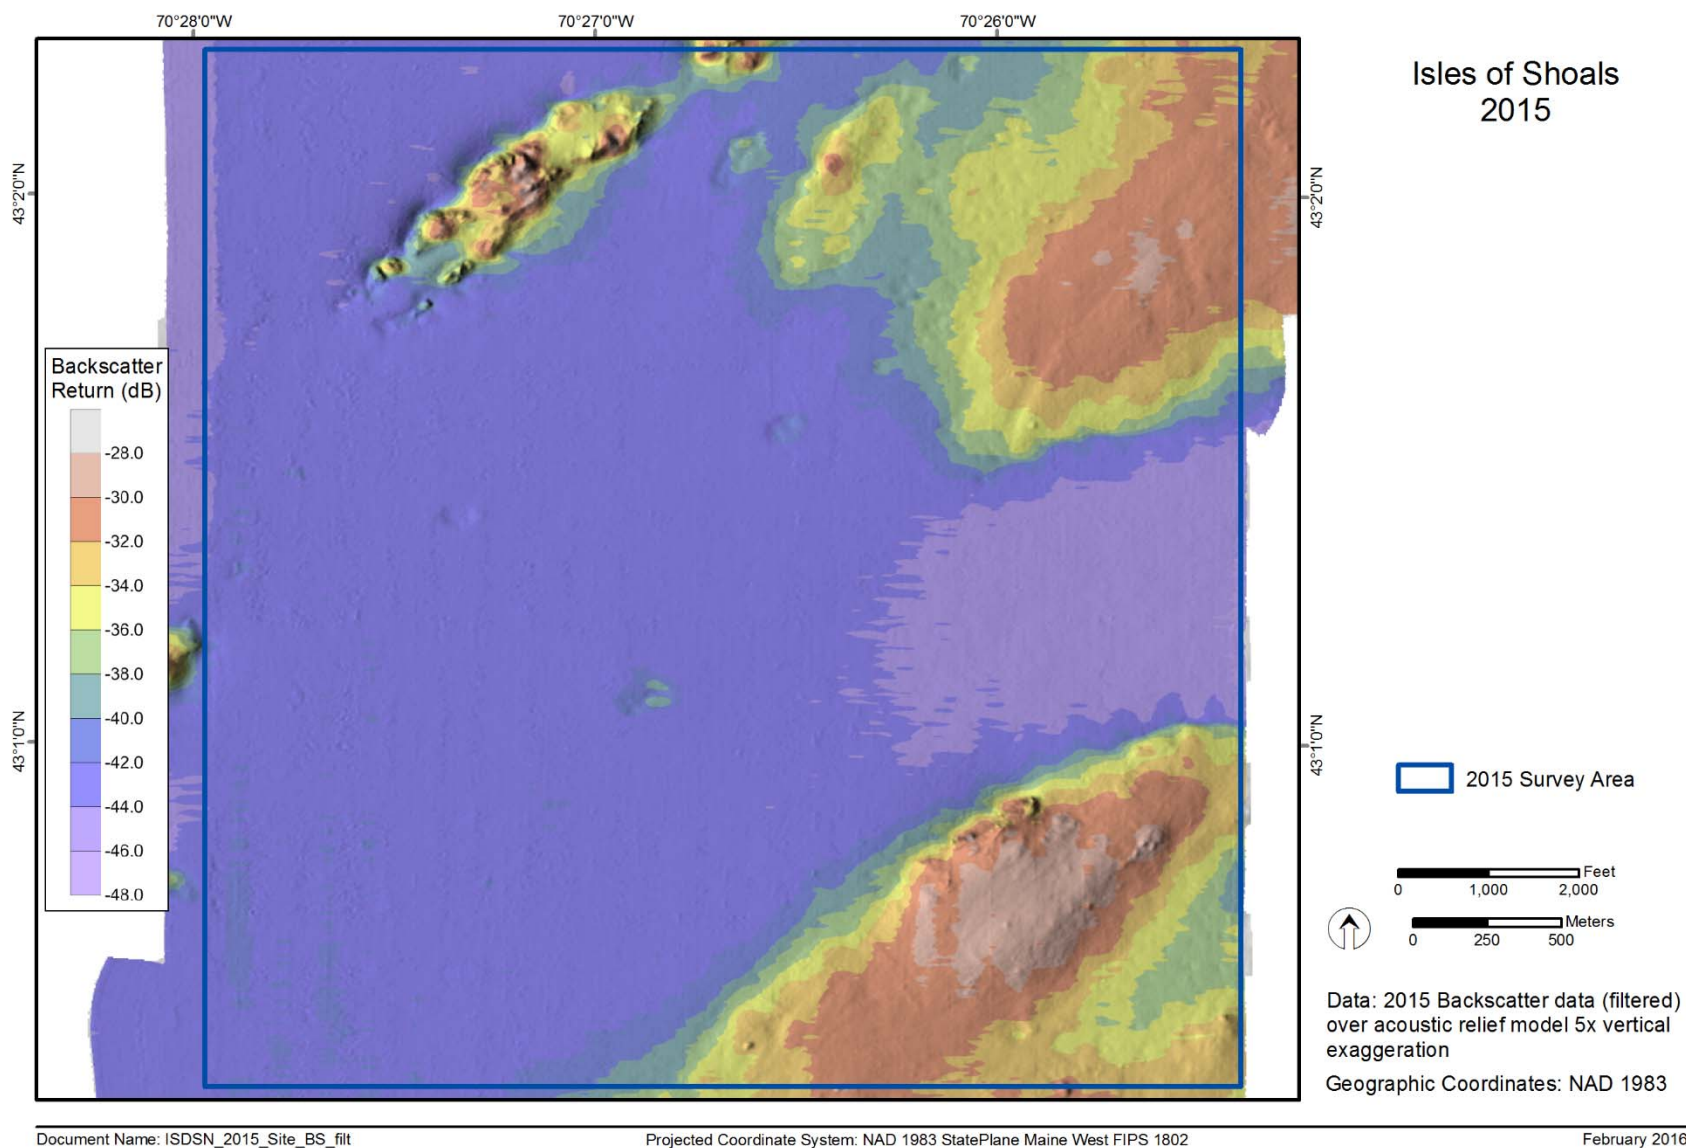 70°28'0"W
70°27'0"W
70°26'0"W
Isles of Shoals
2015
43°2'0"N
43°2'0"N
Backscatter
Return (dB)
-28.0
-30.0
-32.0
-34.0
-36.0
-38.0
-40.0
-42.0
-44.0
-46.0
-48.0
43°1'0"N
43°1'0"N
2015 Survey Area
Feet
0 1,000 2,000
Meters
0 250 500
Data: 2015 Backscatter data (filtered)
over acoustic relief model 5x vertical
exaggeration
Geographic Coordinates: NAD 1983
Document Name: ISDSN_2015_Site_BS_filt
Projected Coordinate System: NAD 1983 StatePlane Maine West FIPS 1802
February 2016